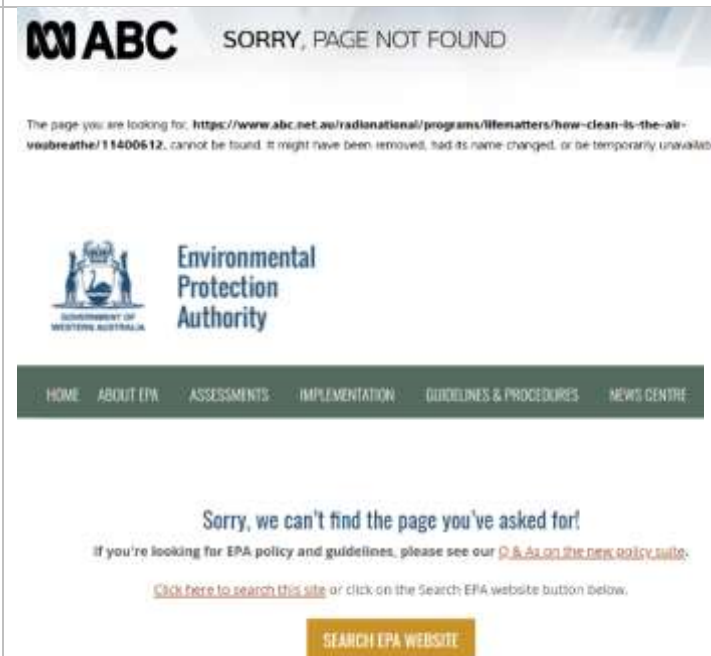 ABC
SORRY, PAGE NOT FOUND
The page you are looking for, https://www.abc.net.au/radionational/programs/lifematters/how-clean-is-the-air-
youbreathe/11400612, cannot be found. It might have been removed, had its name changed, or be temporarily unavailab
Environmental
Protection
Authority
GOVERNMENT OF
WESTERN AUSTRALIA
HOME ABOUT EPA ASSESSMENTS IMPLEMENTATION GUIDELINES & PROCEDURES NEWS CENTRE
Sorry, we can't find the page you've asked for!
If you're looking for EPA policy and guidelines, please see our Q & As on the new policy suite.
Click here to search this site or click on the Search EPA website button below.
SEARCH EPA WEBSITE